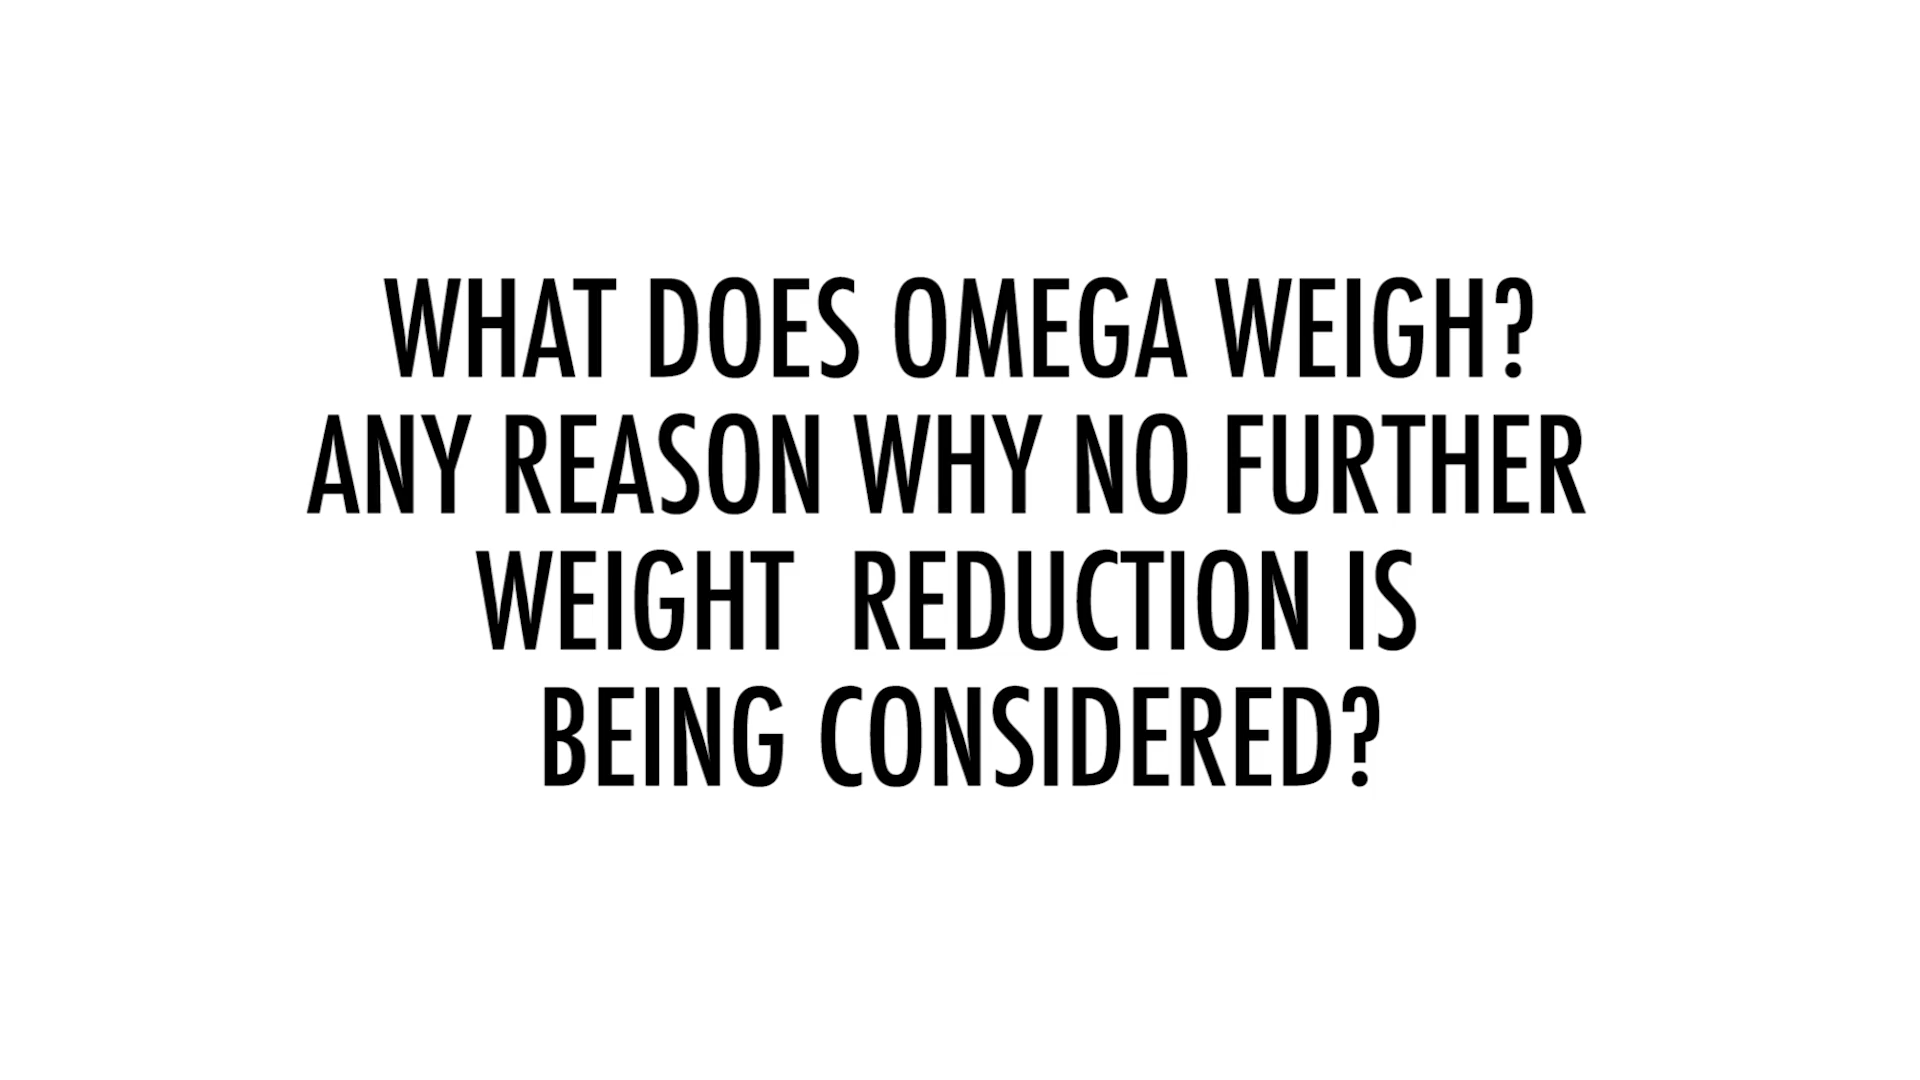 WHAT DOES OMEGA WEIGH?
ANY REASON WHY NO FURTHER
WEIGHT  REDUCTION IS
BEING CONSIDERED?